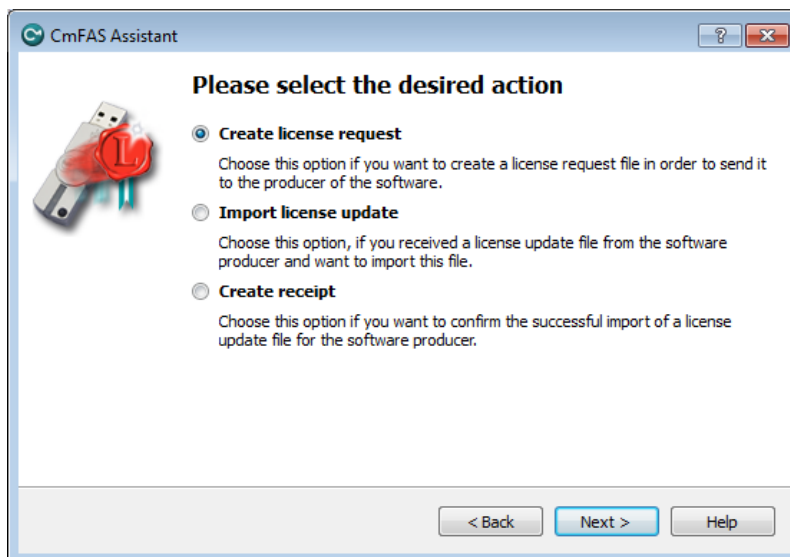 CmFAS Assistant
Please select the desired action
Create license request
Choose this option if you want to create a license request file in order to send it
to the producer of the software.
Import license update
Choose this option, if you received a license update file from the software
producer and want to import this file.
Create receipt
Choose this option if you want to confirm the successful import of a license
update file for the software producer.
< Back
Next >
Help